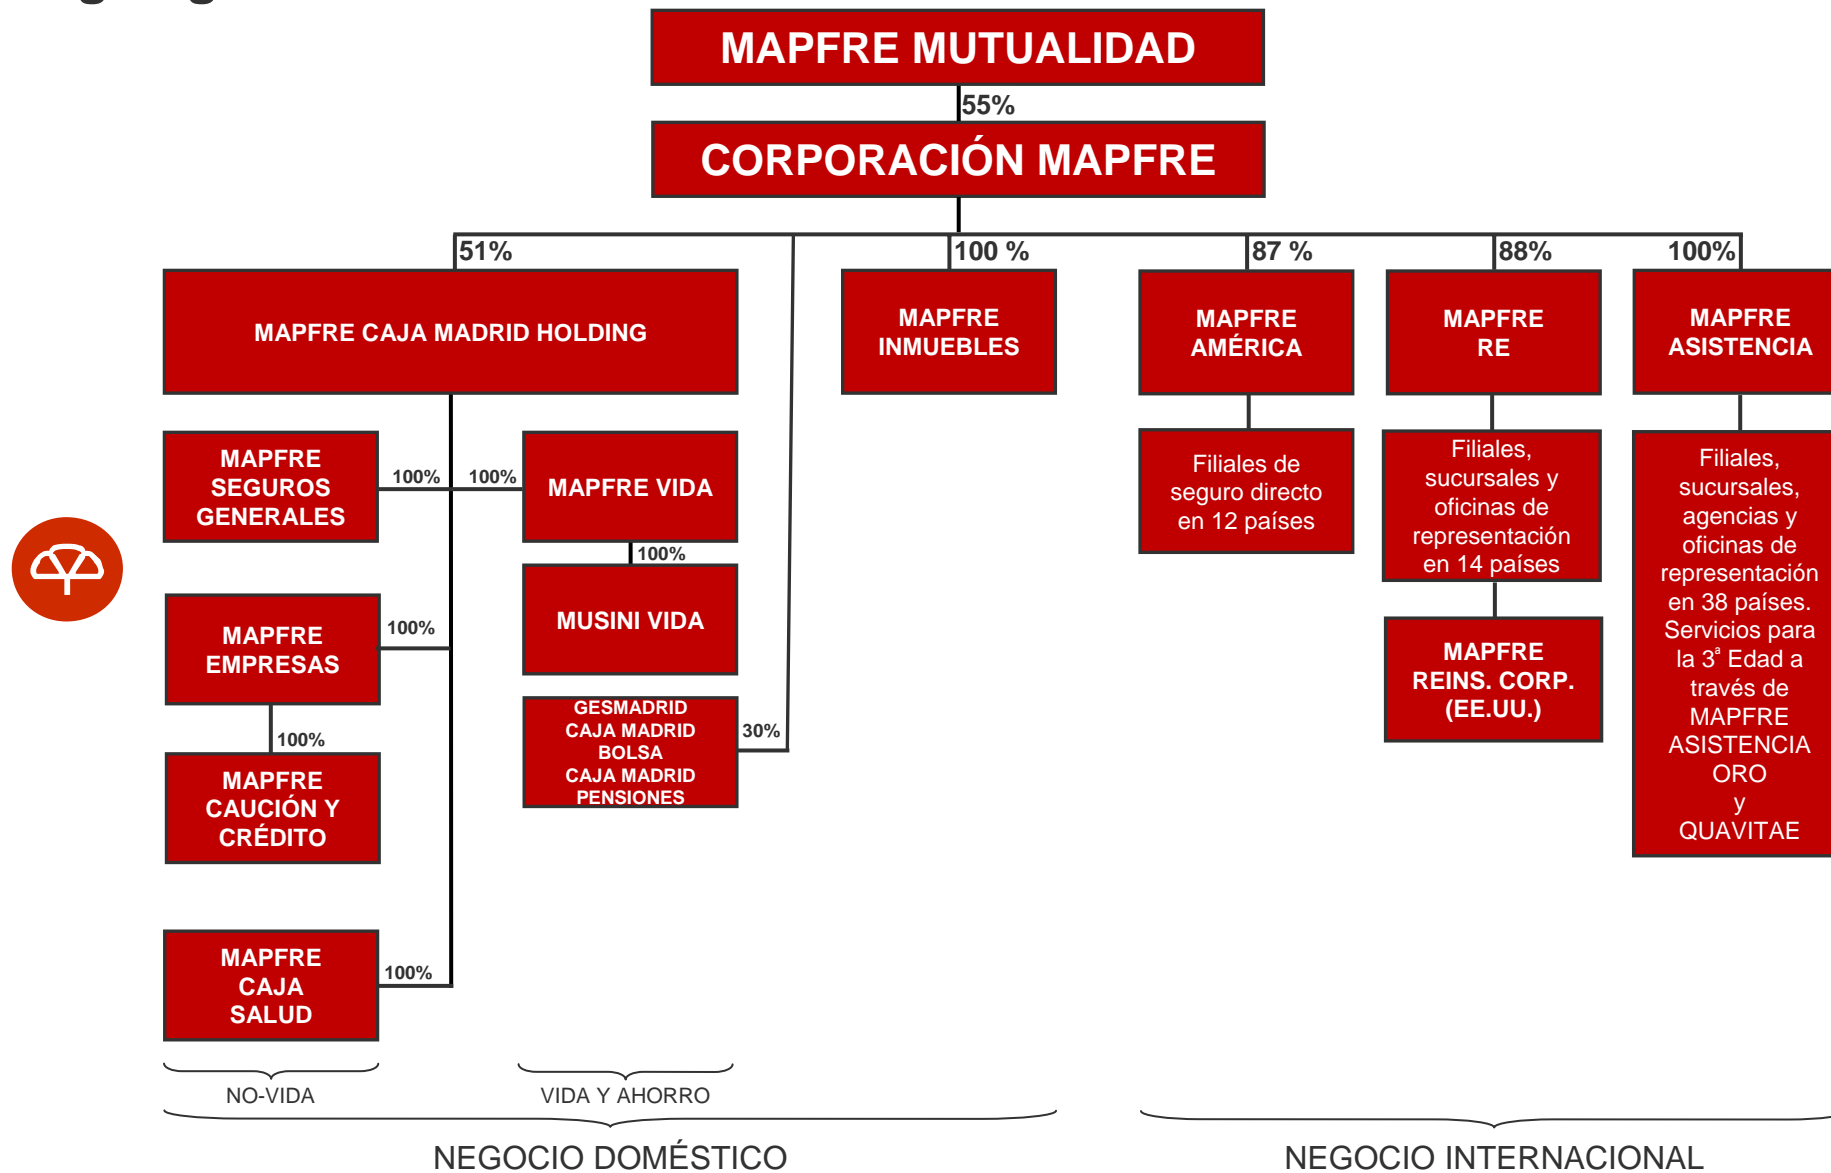 MAPFRE MUTUALIDAD
55%
CORPORACIÓN MAPFRE
51%
100 %
87 %
88%
100%
MAPFRE CAJA MADRID HOLDING
MAPFRE
INMUEBLES
MAPFRE
AMÉRICA
MAPFRE
RE
MAPFRE
ASISTENCIA
MAPFRE
SEGUROS
GENERALES
100%
100%
MAPFRE VIDA
100%
MUSINI VIDA
MAPFRE
EMPRESAS
100%
100%
MAPFRE
CAUCIÓN Y
CRÉDITO
GESMADRID
CAJA MADRID
BOLSA
CAJA MADRID
PENSIONES
30%
MAPFRE
CAJA
SALUD
100%
Filiales de
seguro directo
en 12 países
Filiales,
sucursales y
oficinas de
representación
en 14 países
MAPFRE
REINS. CORP.
(EE.UU.)
Filiales,
sucursales,
agencias y
oficinas de
representación
en 38 países.
Servicios para
la 3ª Edad a
través de
MAPFRE
ASISTENCIA
ORO
y
QUAVITAE
NO-VIDA
VIDA Y AHORRO
NEGOCIO DOMÉSTICO
NEGOCIO INTERNACIONAL